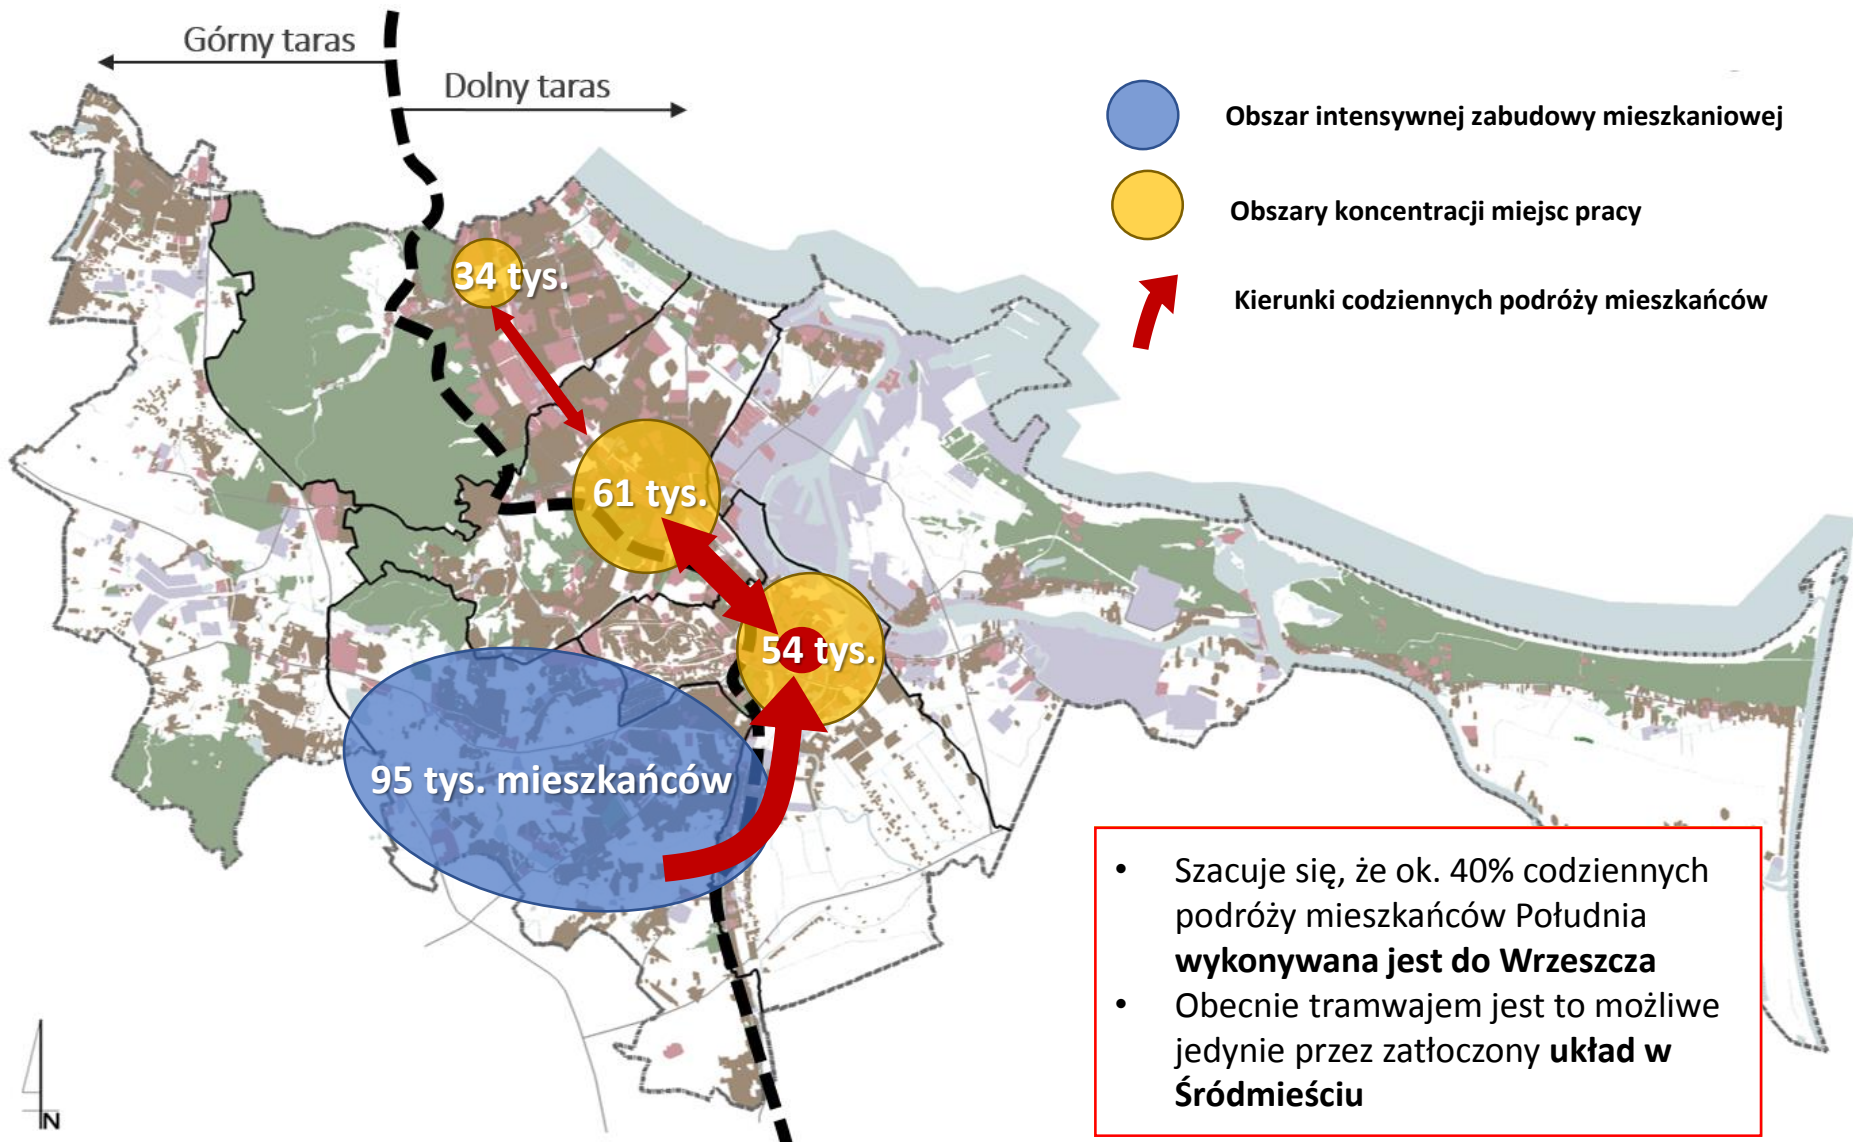 Górny taras
Dolny taras
Obszar intensywnej zabudowy mieszkaniowej
Obszary koncentracji miejsc pracy
Kierunki codziennych podróży mieszkańców
34 tys.
61 tys.
54 tys.
95 tys. mieszkańców
• Szacuje się, że ok. 40% codziennych
podróży mieszkańców Południa
wykonywana jest do Wrzeszcza
• Obecnie tramwajem jest to możliwe
jedynie przez zatłoczony układ w
Śródmieściu
N